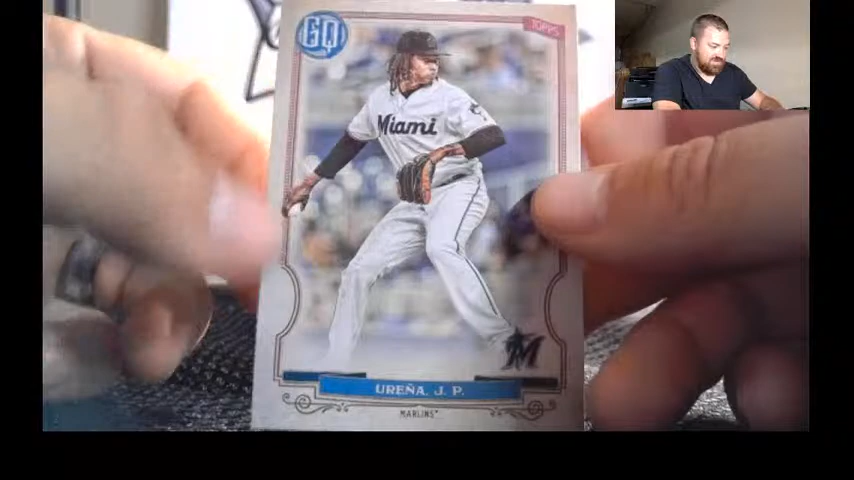 GQ
TOPPS
Miami
M
UREÑA, J. P.
MARLINS